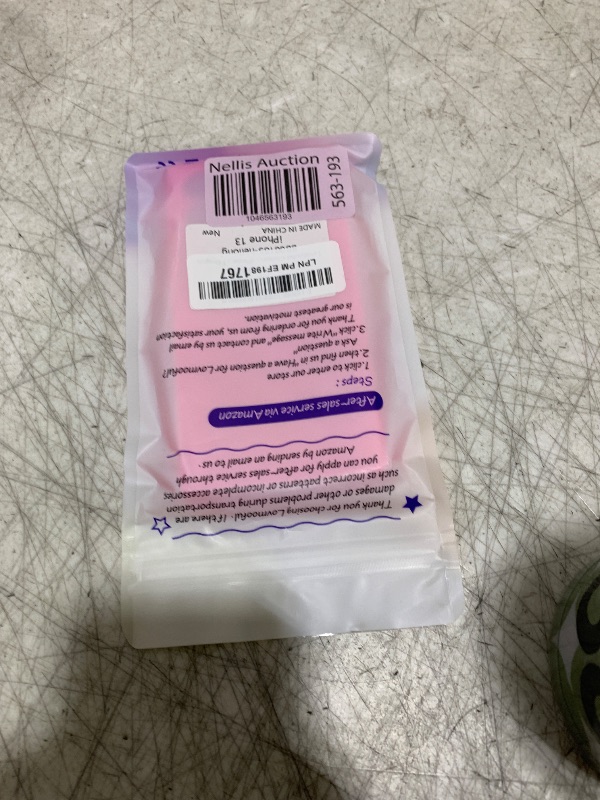 Nellis Auction
1046563193
563-193
iPhone 13
New
MADE IN CHINA
LPN PM EF1981767
Thank you for choosing Lovmooful. If there are
damages or other problems during transportation
such as incorrect patterns or incomplete accessories
you can apply for after-sales service through
Amazon by sending an email to us.
After-sales service via Amazon
Steps:
1.click to enter our store
2.then find us in "Have a question for Lovmooful?
Ask a question"
3.click "Write message" and contact us by email
Thank you for ordering from us, your satisfaction
is our greatest motivation.